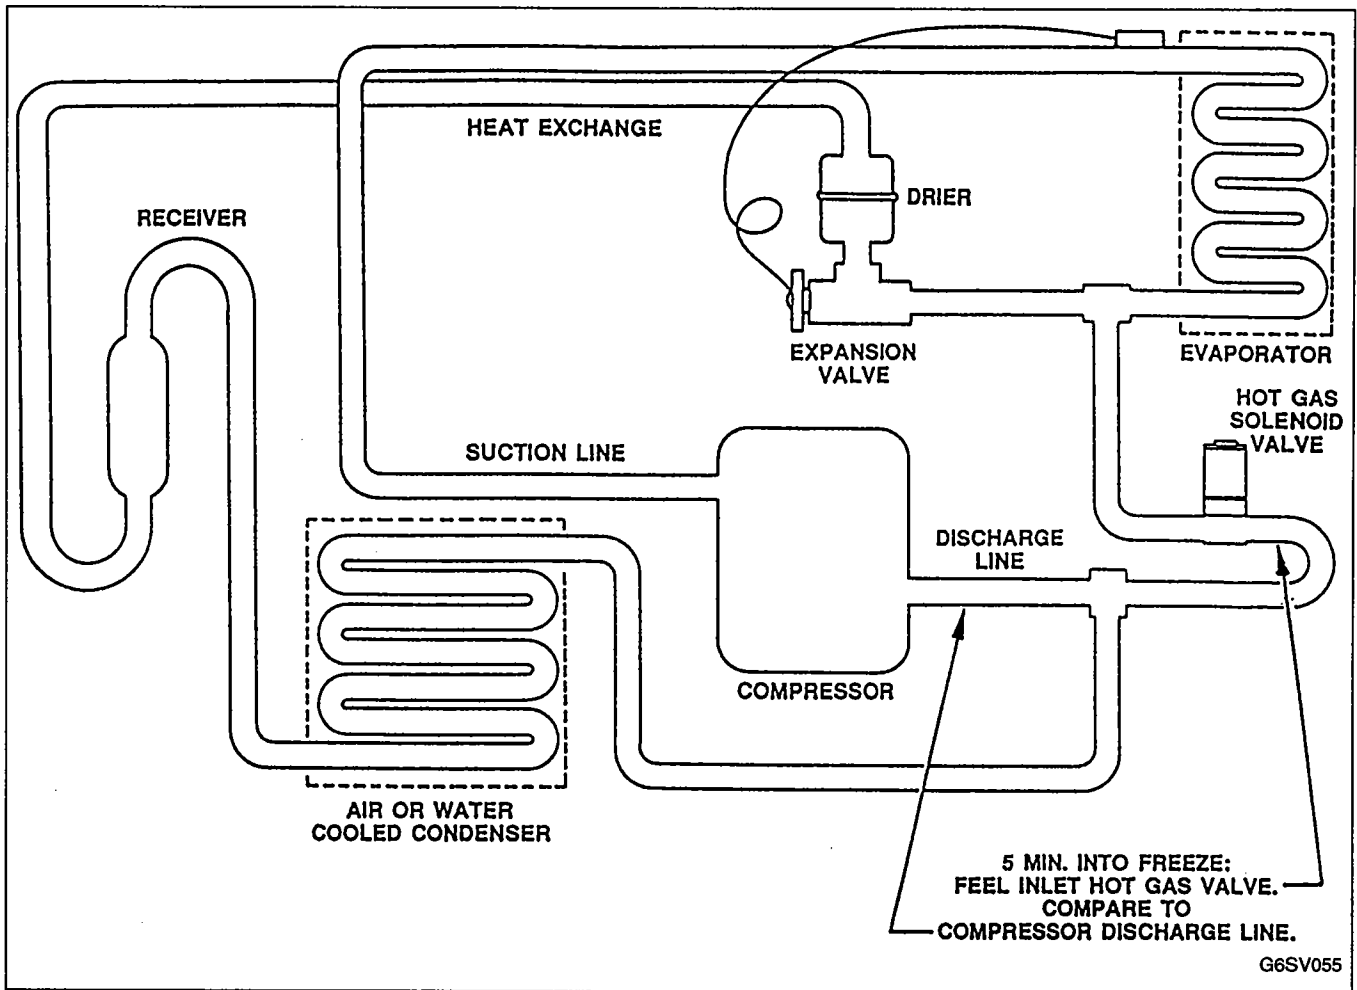 HEAT EXCHANGE
DRIER
RECEIVER
EXPANSION
VALVE
EVAPORATOR
HOT GAS
SOLENOID
VALVE
SUCTION LINE
DISCHARGE
LINE
COMPRESSOR
AIR OR WATER
COOLED CONDENSER
5 MIN. INTO FREEZE:
FEEL INLET HOT GAS VALVE.
COMPARE TO
COMPRESSOR DISCHARGE LINE.
G6SV055